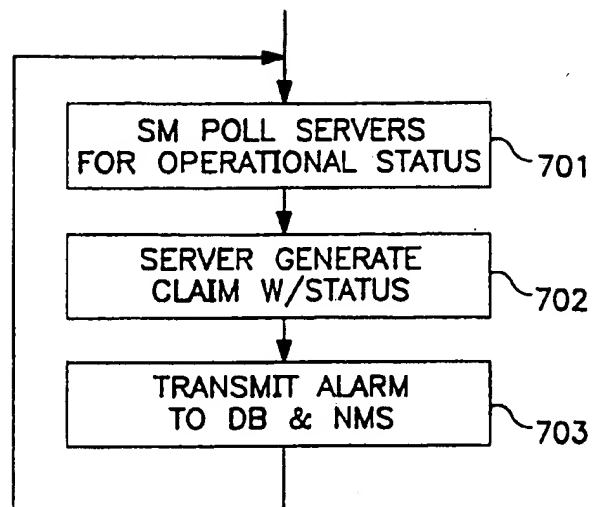 SM POLL SERVERS
FOR OPERATIONAL STATUS
701
SERVER GENERATE
CLAIM W/STATUS
702
TRANSMIT ALARM
TO DB & NMS
703